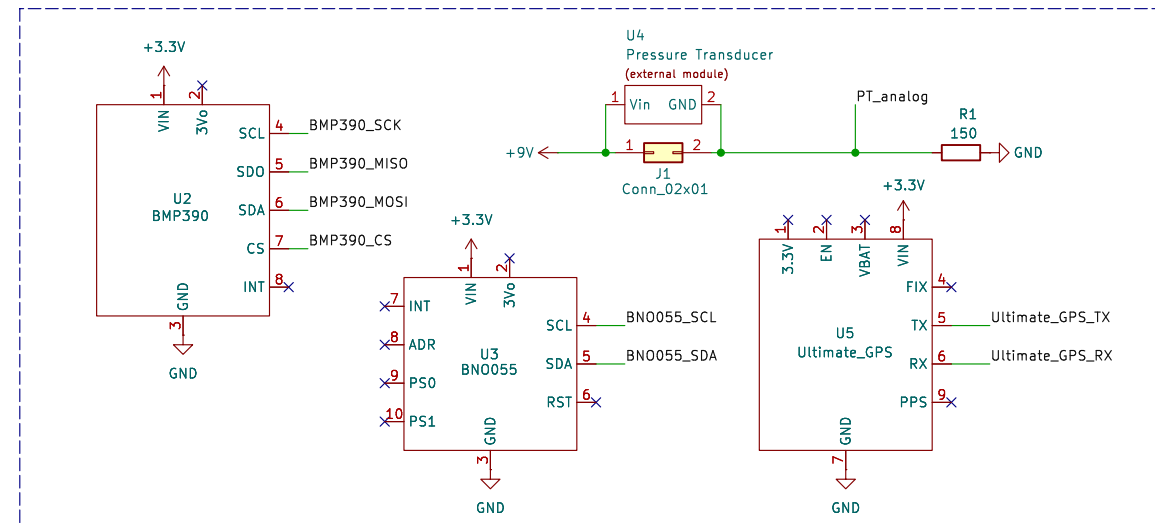 +3.3V
1
2
VIN
3Vo
SCL
4
BMP390_SCK
SDO
5
BMP390_MISO
U2
BMP390
SDA
6
BMP390_MOSI
CS
7
BMP390_CS
INT
8
GND
3
GND
U4
Pressure Transducer
(external module)
1
Vin
GND
2
+9V
1
2
J1
Conn_02x01
PT_analog
R1
150
GND
+3.3V
1
2
VIN
3Vo
7
INT
8
ADR
9
PS0
10
PS1
U3
BNO055
SCL
4
BNO055_SCL
SDA
5
BNO055_SDA
RST
6
GND
3
GND
+3.3V
1
2
3
8
3.3V
EN
VBAT
VIN
FIX
4
TX
5
Ultimate_GPS_TX
U5
Ultimate_GPS
RX
6
Ultimate_GPS_RX
PPS
9
GND
7
GND